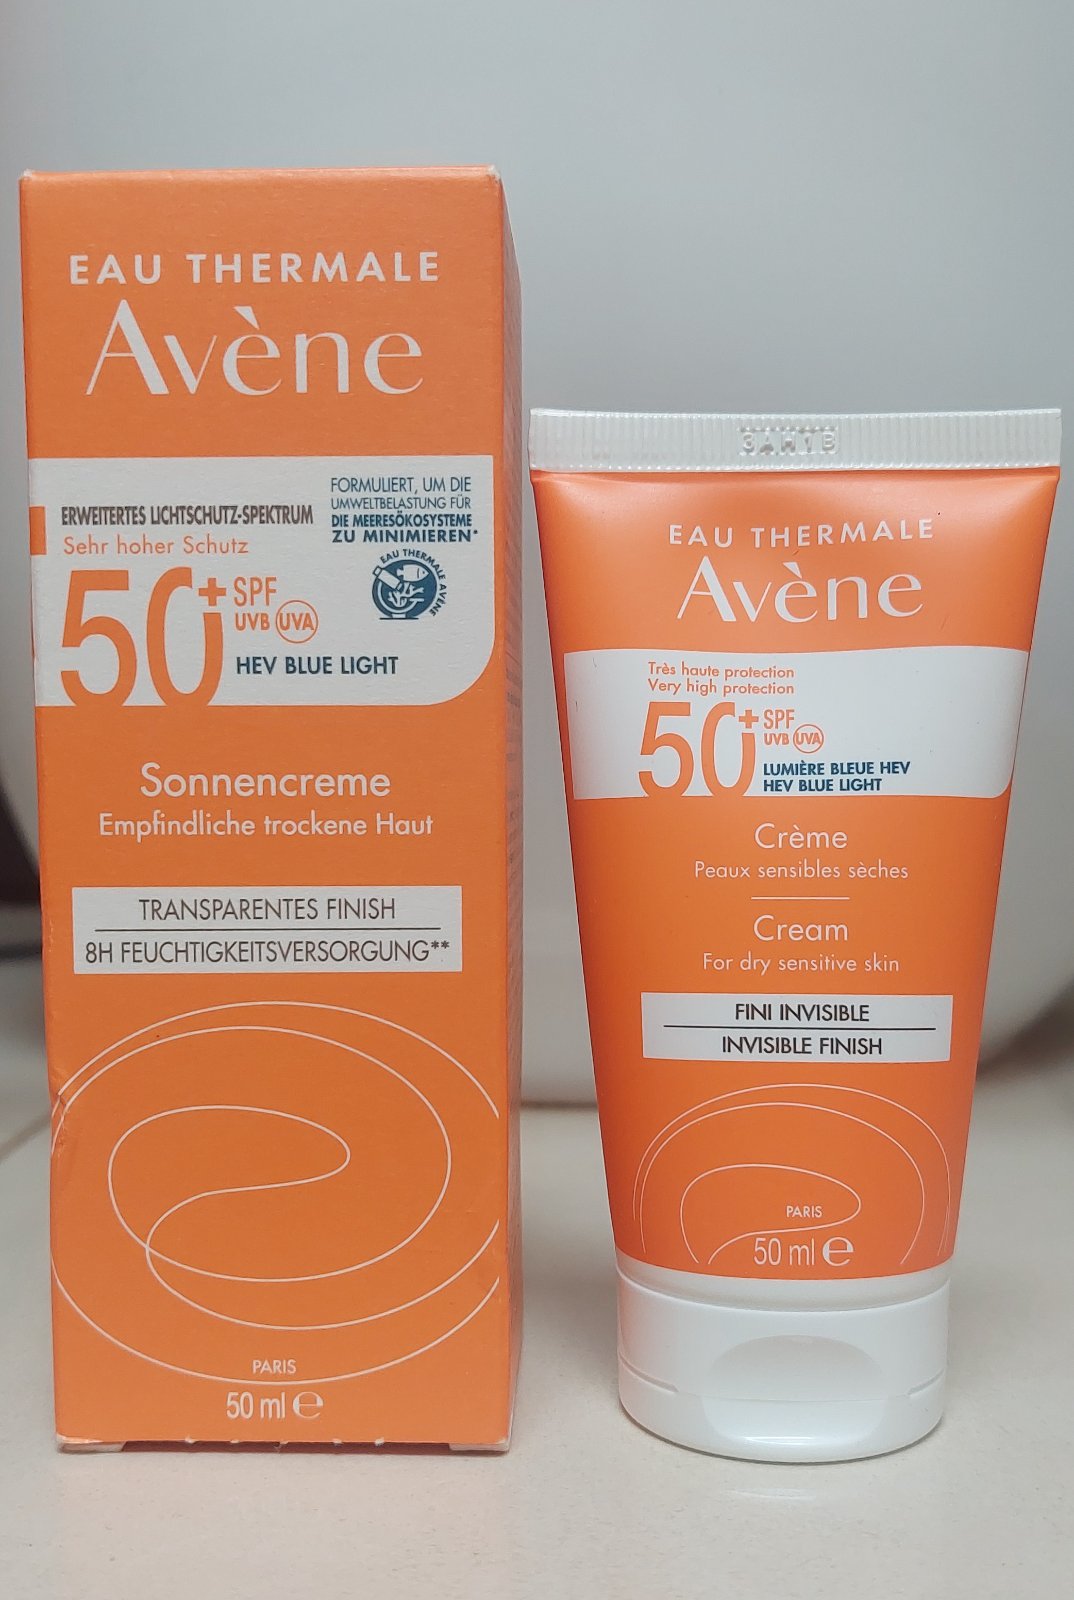 EAU THERMALE
Avène
ERWEITERTES LICHTSCHUTZ-SPEKTRUM
Sehr hoher Schutz
50+ SPF
UVB UVA
HEV BLUE LIGHT
FORMULIERT, UM DIE
UMWELTBELASTUNG FÜR
DIE MEERESÖKOSYSTEME
ZU MINIMIEREN*
EAU THERMALE AVÈNE
Sonnencreme
Empfindliche trockene Haut
TRANSPARENTES FINISH
8H FEUCHTIGKEITSVERSORGUNG**
PARIS
50 ml e
EAU THERMALE
Avène
Très haute protection
Very high protection
50+ SPF
UVB UVA
LUMIÈRE BLEUE HEV
HEV BLUE LIGHT
Crème
Peaux sensibles sèches
Cream
For dry sensitive skin
FINI INVISIBLE
INVISIBLE FINISH
PARIS
50 ml e